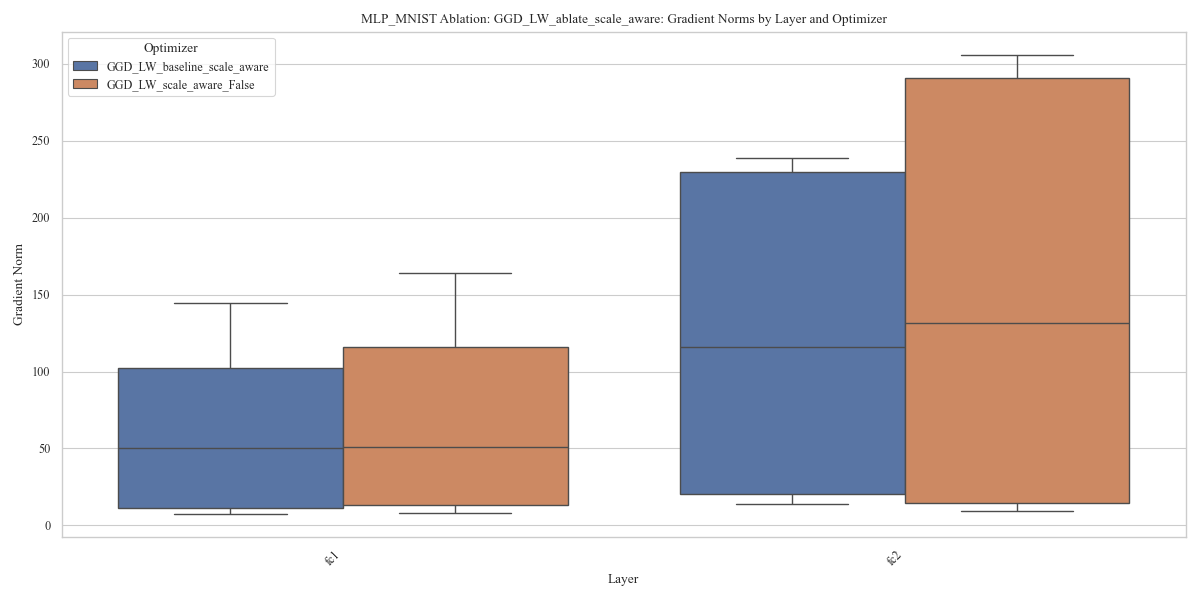 MLP_MNIST Ablation: GGD_LW_ablate_scale_aware: Gradient Norms by Layer and Optimizer
Optimizer
GGD_LW_baseline_scale_aware
GGD_LW_scale_aware_False
300
250
200
150
100
50
0
Gradient Norm
fc1
fc2
Layer